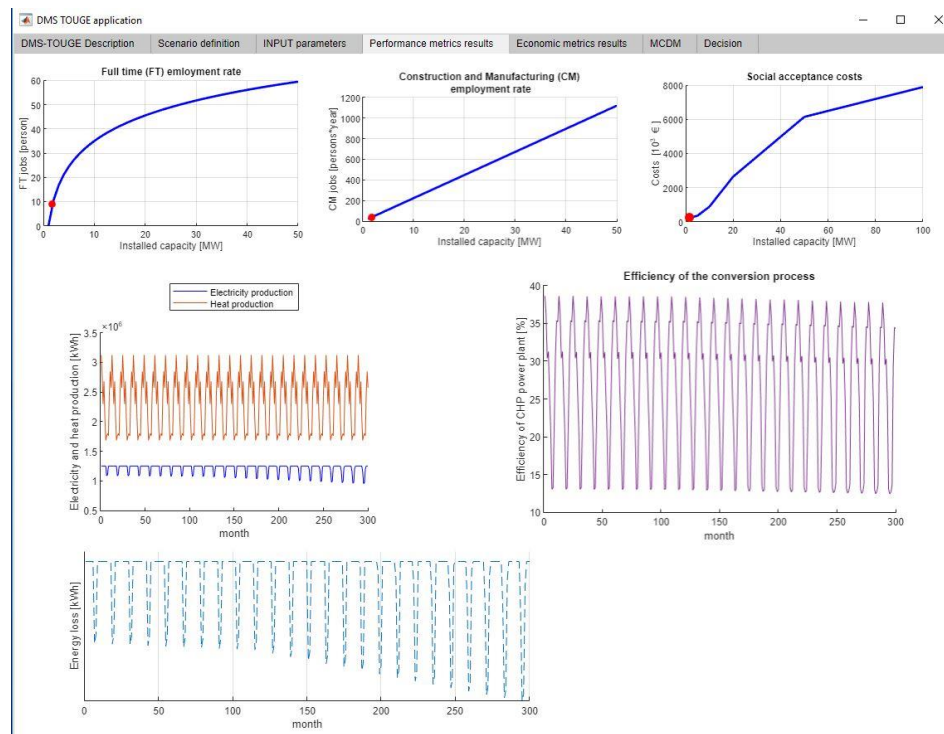 DMS TOUGE application
DMS-TOUGE Description Scenario definition INPUT parameters Performance metrics results Economic metrics results MCDM Decision
Full time (FT) emloyment rate
60
50
40
30
20
10
0
FT jobs [person]
0 10 20 30 40 50
Installed capacity [MW]
Construction and Manufacturing (CM)
employment rate
1200
1000
800
600
400
200
0
CM jobs [persons*year]
0 10 20 30 40 50
Installed capacity [MW]
Social acceptance costs
8000
6000
4000
2000
0
Costs [10³ €]
0 20 40 60 80 100
Installed capacity [MW]
Electricity production
Heat production
×10⁶
3.5
3
2.5
2
1.5
1
0.5
Electricity and heat production [kWh]
0 50 100 150 200 250 300
month
Efficiency of the conversion process
40
35
30
25
20
15
10
Efficiency of CHP power plant [%]
0 50 100 150 200 250 300
month
Energy loss [kWh]
0 50 100 150 200 250 300
month